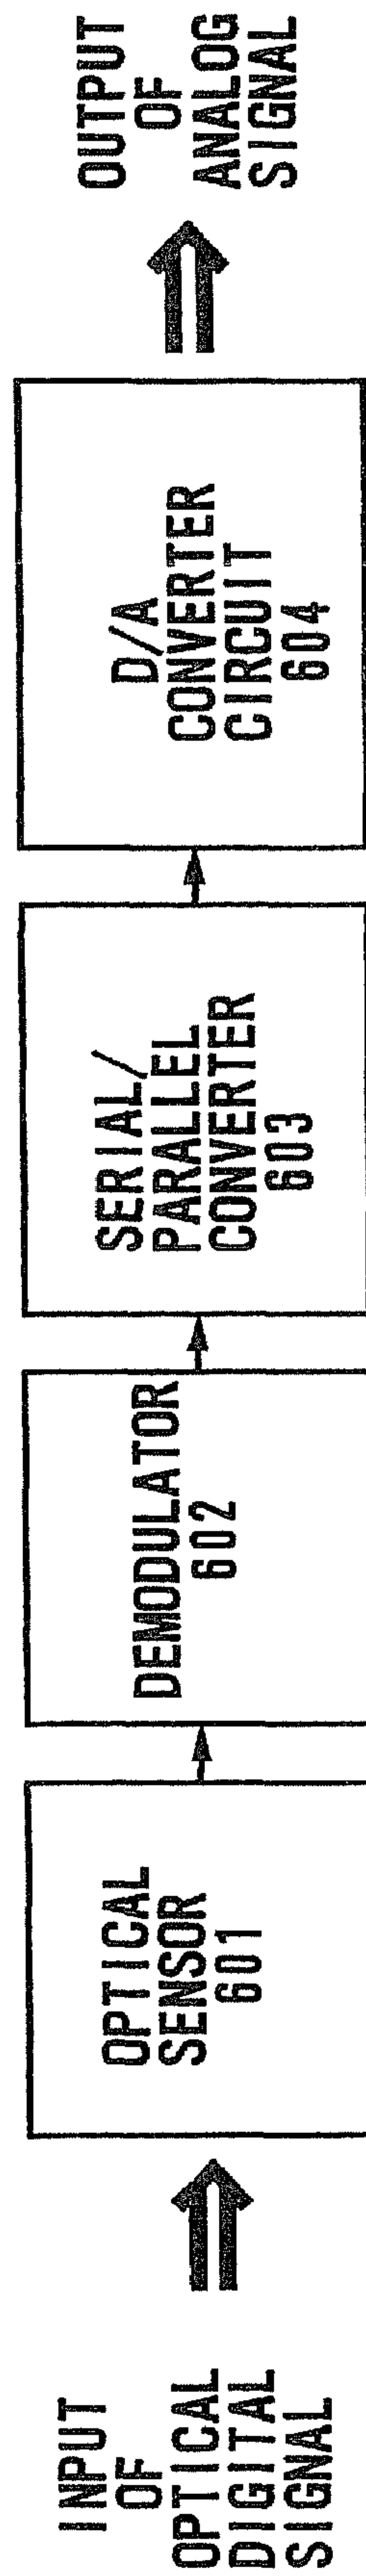 INPUT
OF
OPTICAL
DIGITAL
SIGNAL
OPTICAL
SENSOR
601
DEMODULATOR
602
SERIAL/
PARALLEL
CONVERTER
603
D/A
CONVERTER
CIRCUIT
604
OUTPUT
OF
ANALOG
SIGNAL